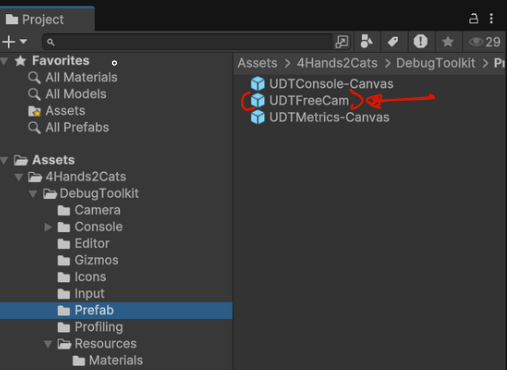 Project
29
Favorites
All Materials
All Models
Assets
All Prefabs
Assets
4Hands2Cats
DebugToolkit
Camera
Console
Editor
Gizmos
Icons
Input
Prefab
Profiling
Resources
Materials
Assets > 4Hands2Cats > DebugToolkit >
UDTConsole-Canvas
UDTFreeCam
UDTMetrics-Canvas